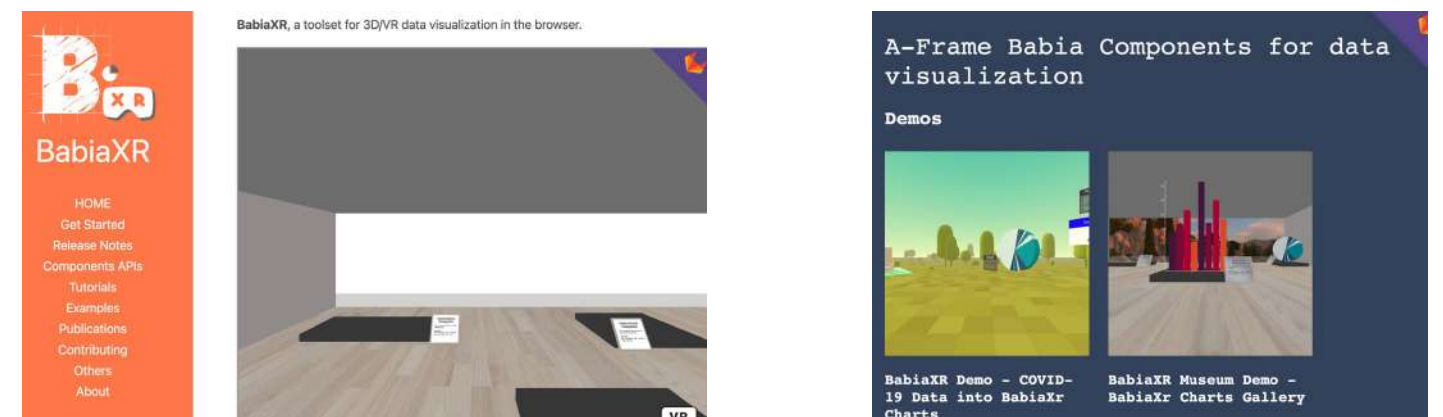 B
XR
BabiaXR
HOME
Get Started
Release Notes
Components APIs
Tutorials
Examples
Publications
Contributing
Others
About
BabiaXR, a toolset for 3D/VR data visualization in the browser.
VR
A-Frame Babia Components for data
visualization
Demos
BabiaXR Demo - COVID-
19 Data into BabiaXr
Charts
BabiaXR Museum Demo -
BabiaXr Charts Gallery